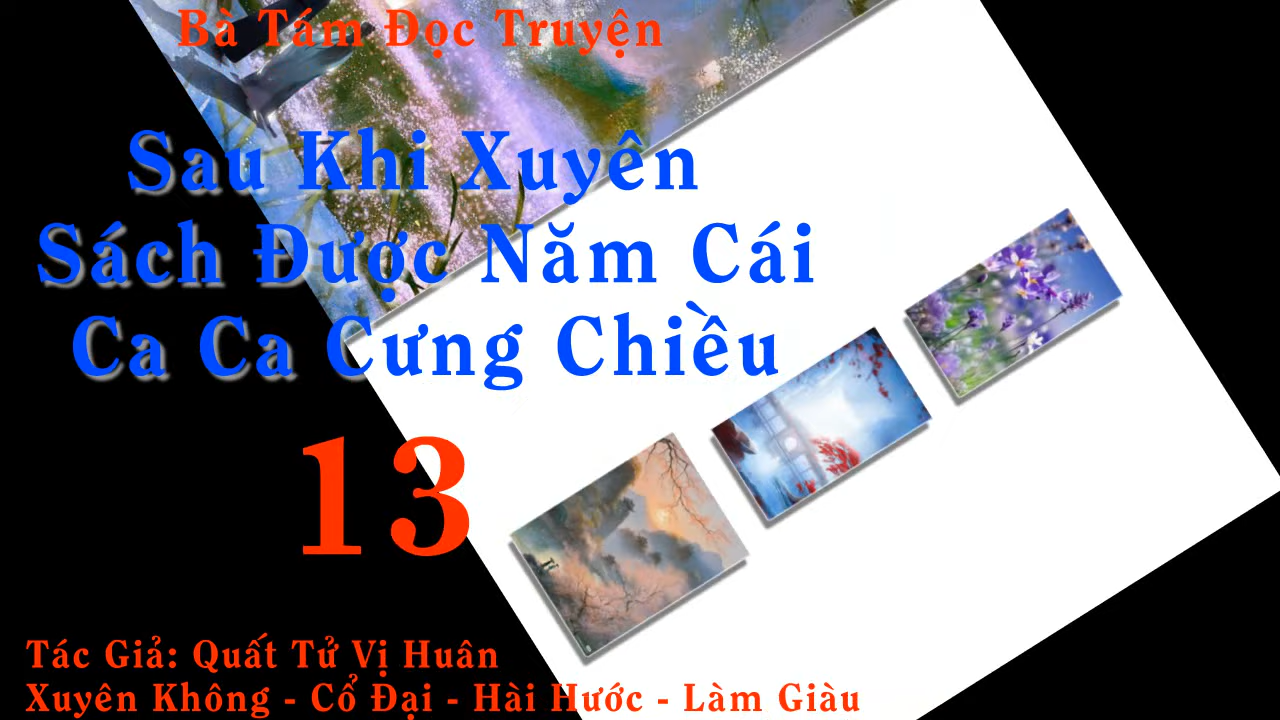 Bà Tám Đọc Truyện
Sau Khi Xuyên
Sách Được Năm Cái
Ca Ca Cưng Chiều
13
Tác Giả: Quất Tử Vị Huân
Xuyên Không - Cổ Đại - Hài Hước - Làm Giàu